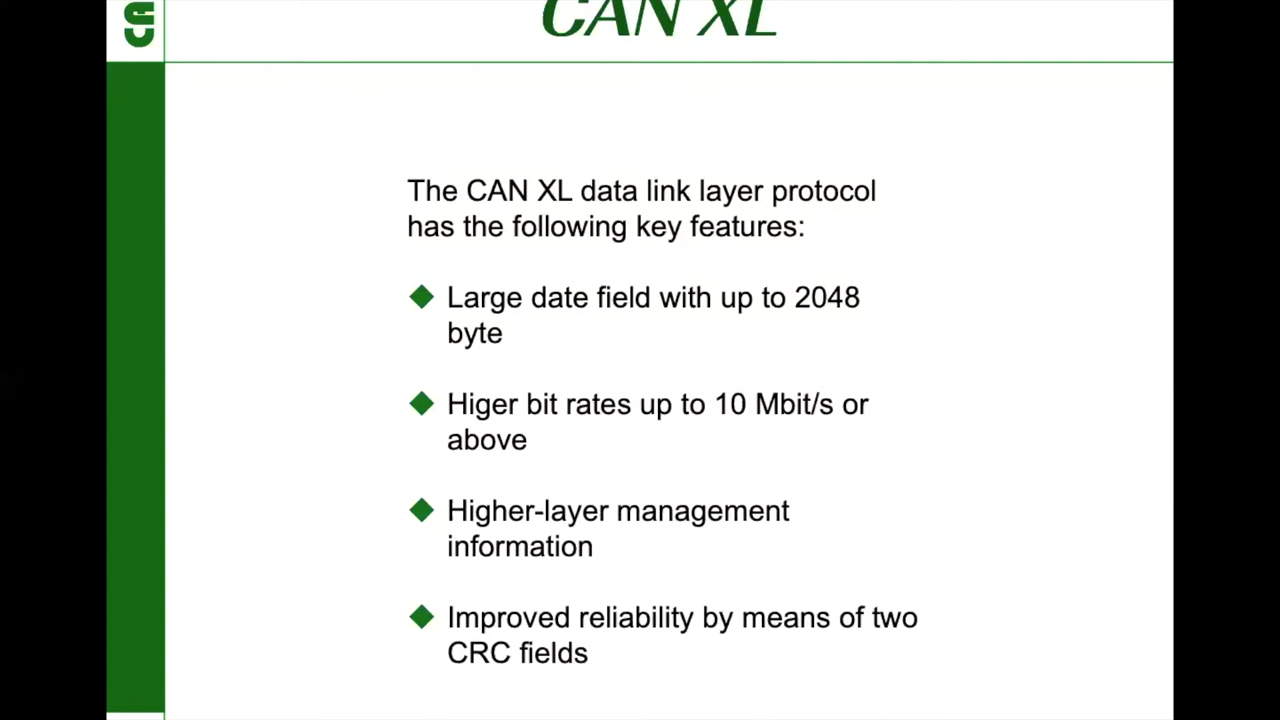 CAN XL
The CAN XL data link layer protocol
has the following key features:
Large date field with up to 2048
byte
Higer bit rates up to 10 Mbit/s or
above
Higher-layer management
information
Improved reliability by means of two
CRC fields